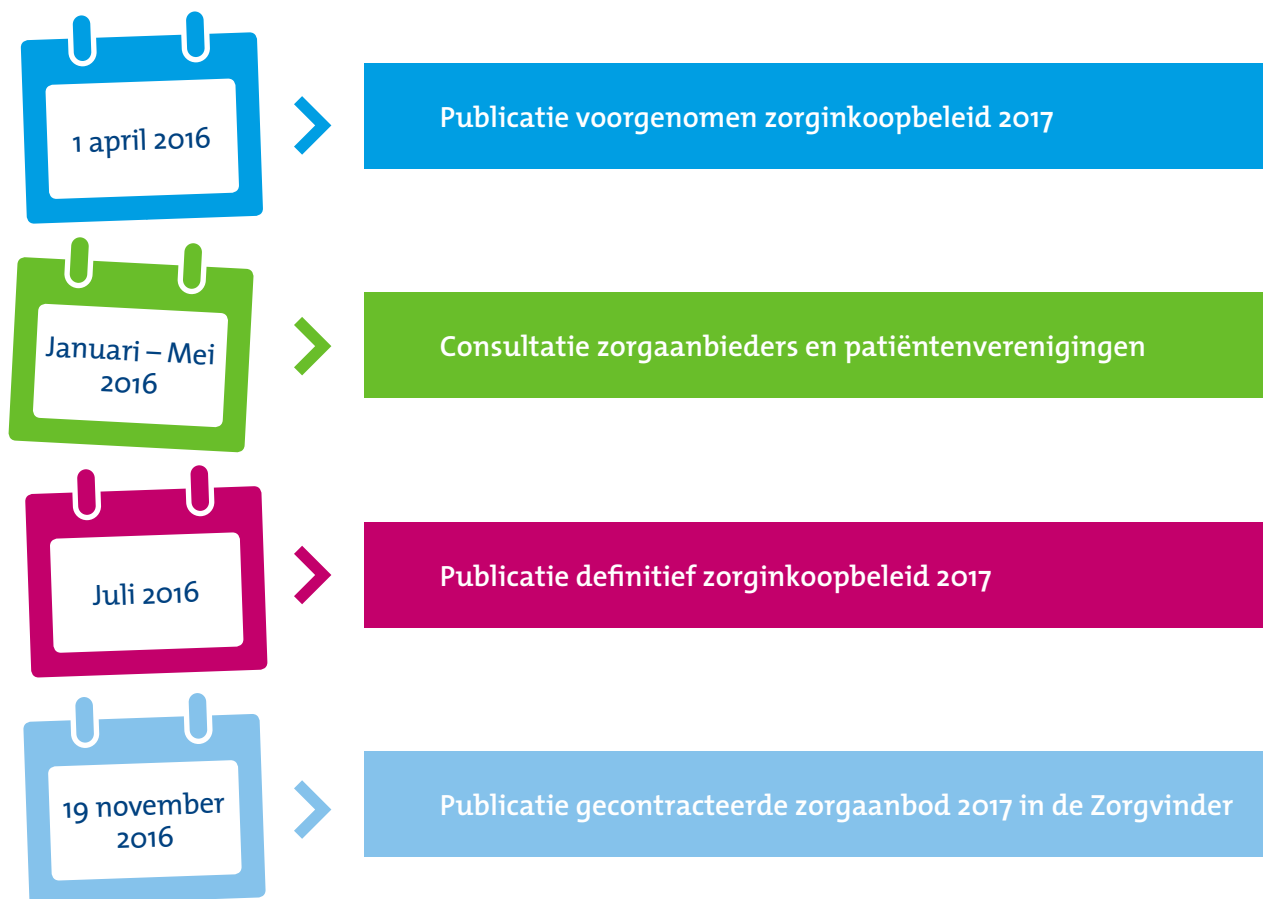 1 april 2016
Publicatie voorgenomen zorginkoopbeleid 2017
Januari – Mei
2016
Consultatie zorgaanbieders en patiëntenverenigingen
Juli 2016
Publicatie definitief zorginkoopbeleid 2017
19 november
2016
Publicatie gecontracteerde zorgaanbod 2017 in de Zorgvinder